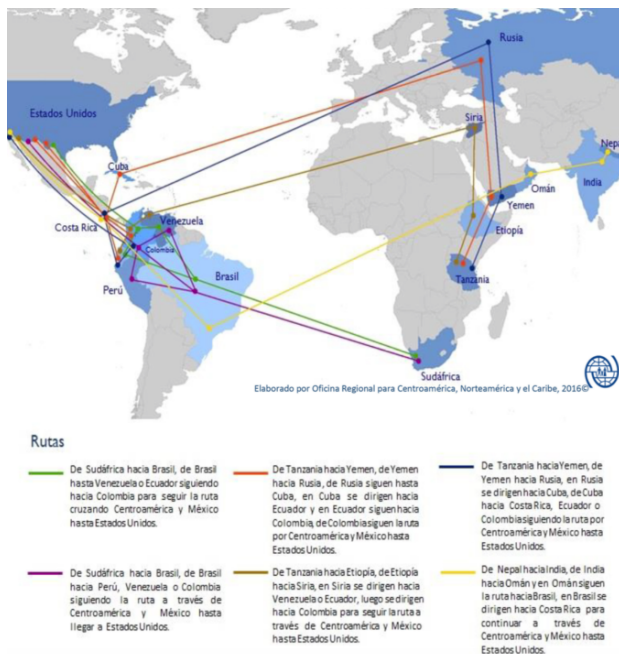 Rusia
Estados Unidos
Siria
Cuba
Nepa
Omán
India
Costa Rica
Venezuela
Yemen
Colombia
Etiopía
Perú
Brasil
Tanzania
Sudáfrica
Elaborado por Oficina Regional para Centroamérica, Norteamérica y el Caribe, 2016©
Rutas
De Sudáfrica hacia Brasil, de Brasil
hasta Venezuela o Ecuador siguiendo
hacia Colombia para seguir la ruta
cruzando Centroamérica y México
hasta Estados Unidos.
De Tanzania hacia Yemen, de Yemen
hacia Rusia, de Rusia siguen hasta
Cuba, en Cuba se dirigen hacia
Ecuador y en Ecuador siguen hacia
Colombia, de Colombia siguen la ruta
por Centroamérica y México hasta
Estados Unidos.
De Tanzania hacia Yemen, de
Yemen hacia Rusia, en Rusia
se dirigen hacia Cuba, de Cuba
hacia Costa Rica, Ecuador o
Colombia siguiendo la ruta por
Centroamérica y México hasta
Estados Unidos.
De Sudáfrica hacia Brasil, de Brasil
hacia Perú, Venezuela o Colombia
siguiendo la ruta a través de
Centroamérica y México hasta
llegar a Estados Unidos.
De Tanzania hacia Etiopía, de Etiopía
hacia Siria, en Siria se dirigen hacia
Venezuela o Ecuador, luego se dirigen
hacia Colombia para seguir la ruta a
través de Centroamérica y México
hasta Estados Unidos.
De Nepal hacia India, de India
hacia Omán y en Omán siguen
la ruta hacia Brasil, en Brasil se
dirigen hacia Costa Rica para
continuar a través de
Centroamérica y México hasta
Estados Unidos.